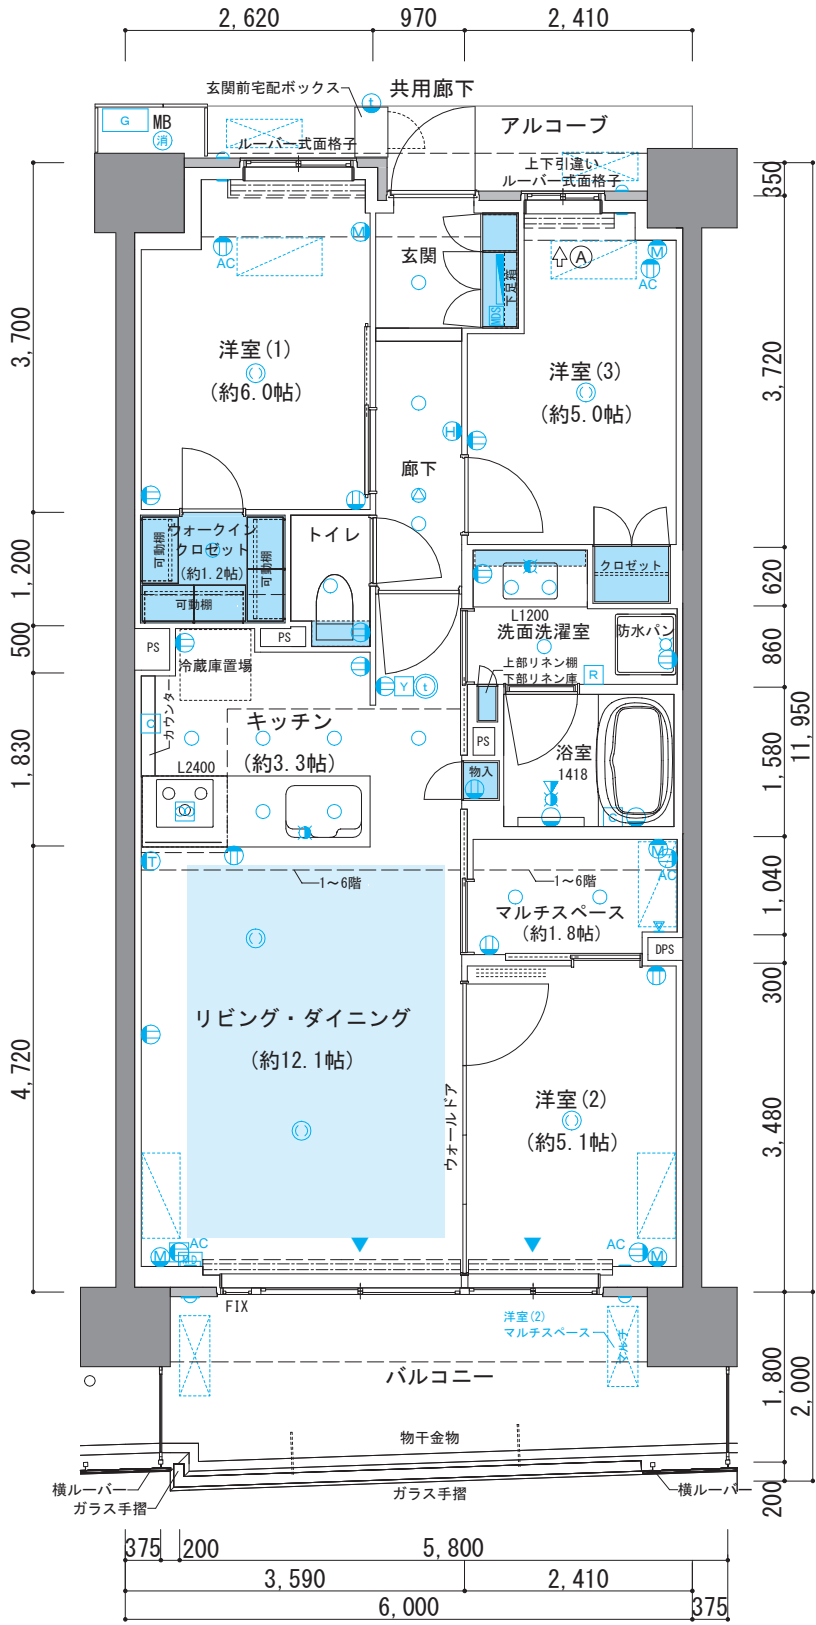 2,620
970
2,410
玄関前宅配ボックス
共用廊下
t
G
MB
消
アルコーブ
ルーバー式面格子
上下引違い
ルーバー式面格子
350
M
AC
玄関
下足箱
MDS
A
M
AC
3,700
洋室(1)
(約6.0帖)
洋室(3)
(約5.0帖)
3,720
H
廊下
ウォークイン
クロゼット
(約1.2帖)
可動棚
可動棚
可動棚
トイレ
クロゼット
1,200
620
L1200
洗面洗濯室
防水パン
500
PS
PS
冷蔵庫置場
860
上部リネン棚
下部リネン庫
R
Y
t
カウンター
C
キッチン
(約3.3帖)
L2400
PS
物入
浴室
1418
C
1,830
1,580
11,950
T
1~6階
1~6階
M
AC
マルチスペース
(約1.8帖)
1,040
DPS
300
リビング・ダイニング
(約12.1帖)
4,720
ウォールドア
洋室(2)
(約5.1帖)
3,480
AC
M
AC
M
FIX
洋室(2)
マルチスペース
マルチ
バルコニー
1,800
2,000
物干金物
横ルーバー
ガラス手摺
ガラス手摺
横ルーバー
200
375
200
5,800
3,590
2,410
6,000
375